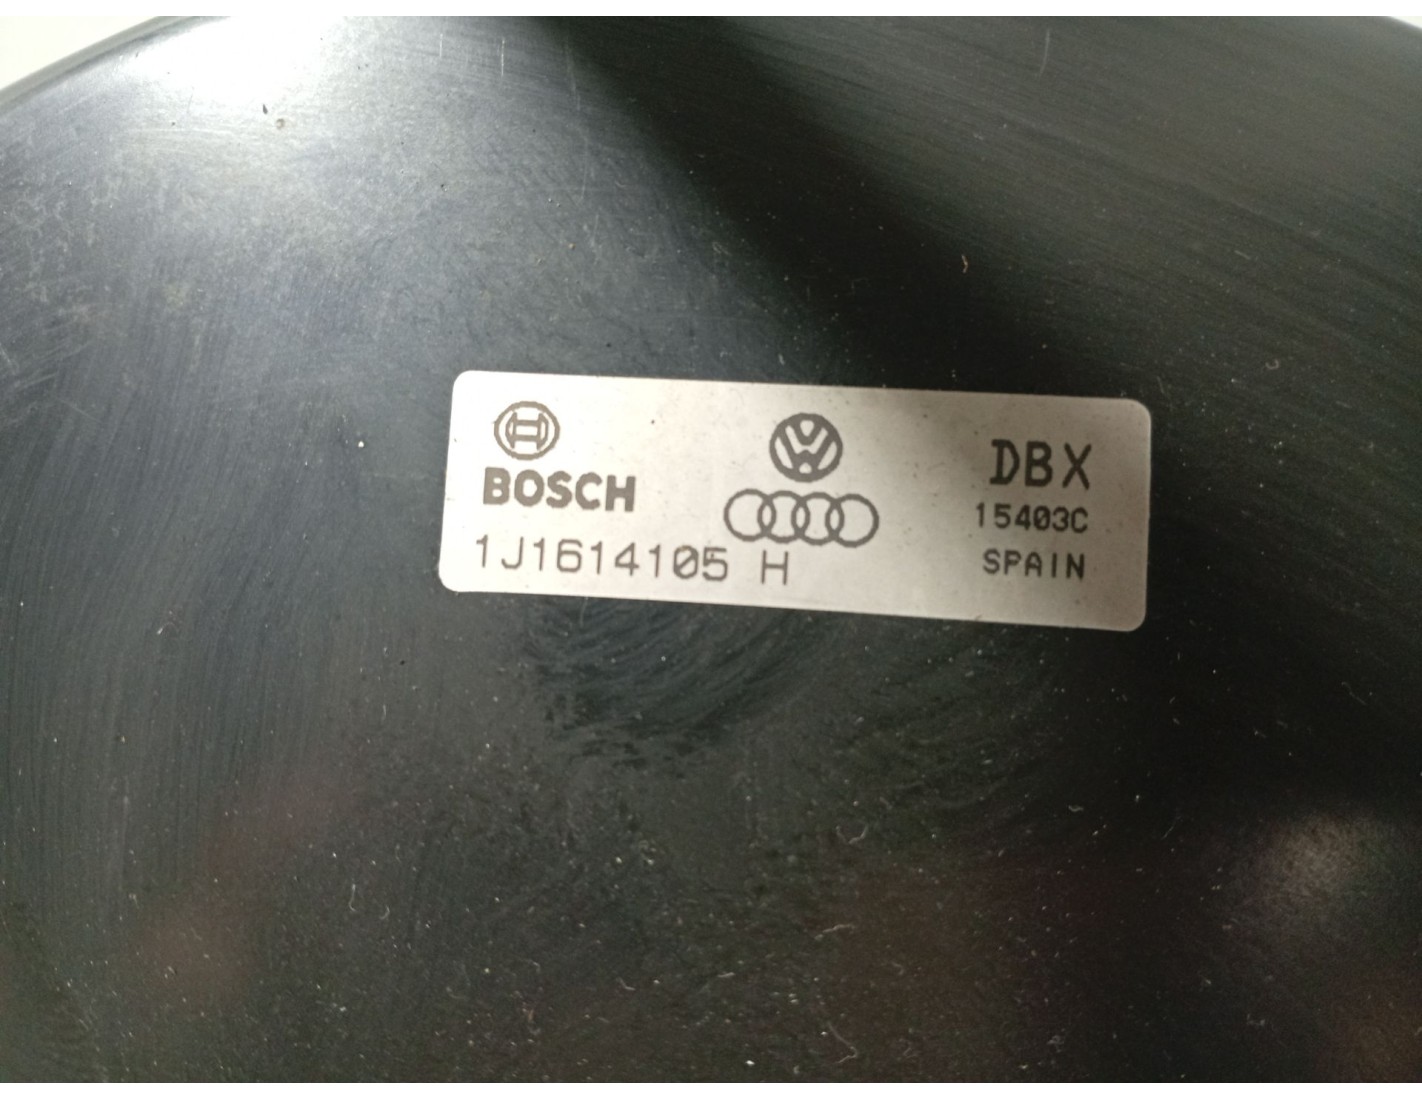 BOSCH
1J1614105 H
DBX
15403C
SPAIN